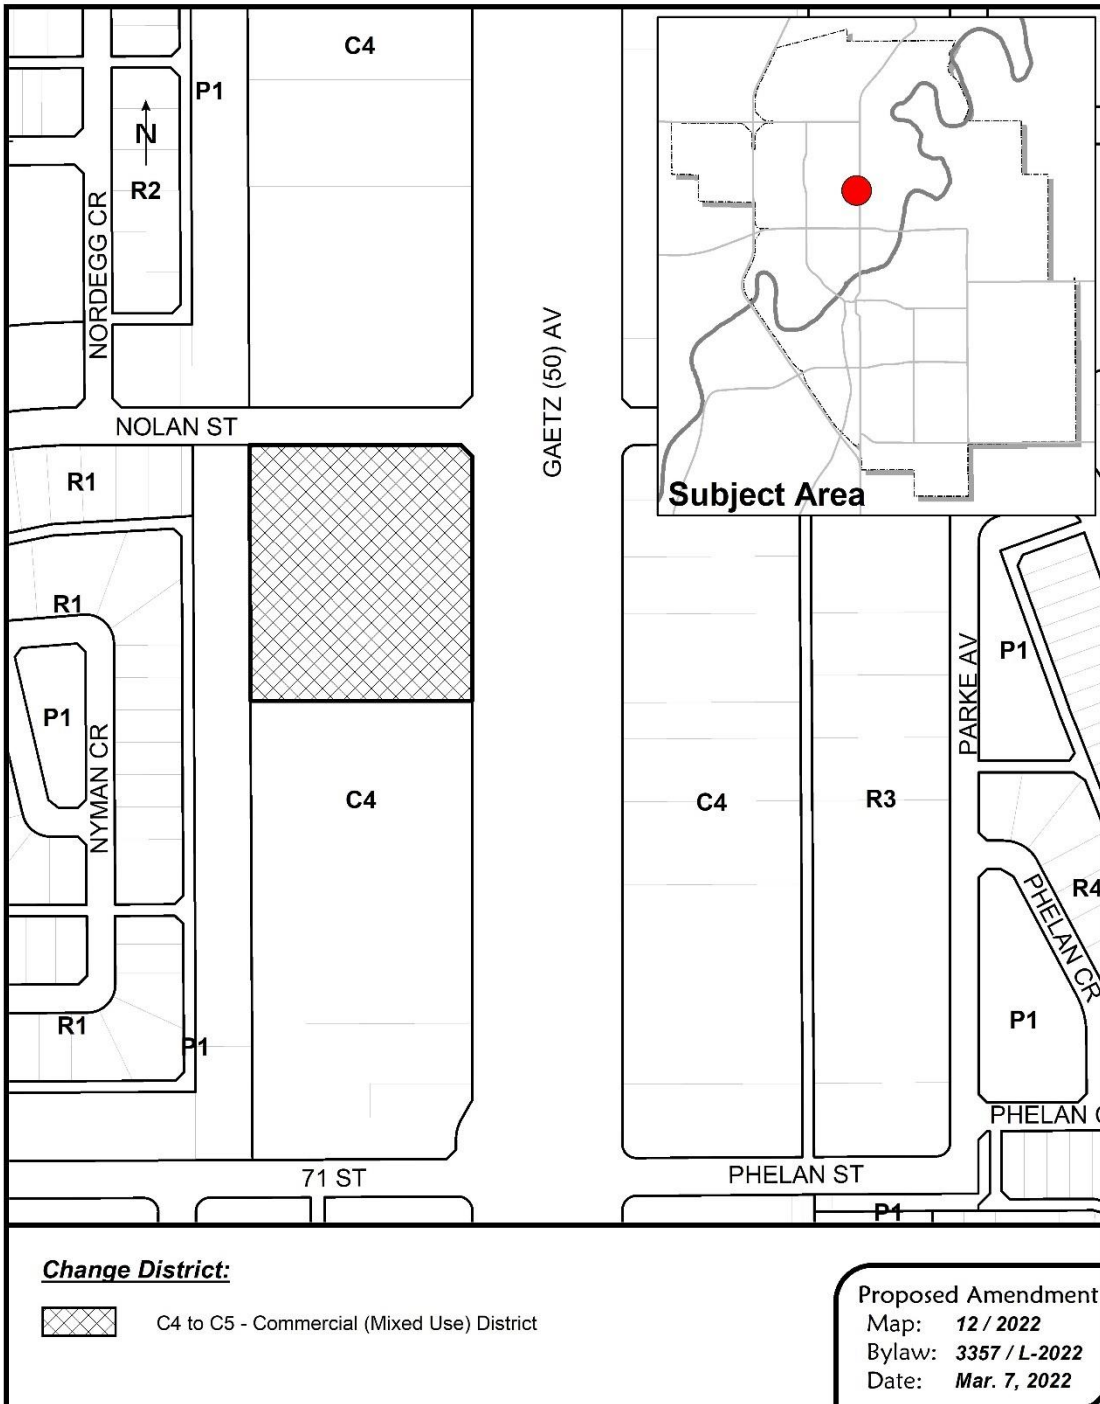 C4
P1
N
R2
NORDEGG CR
GAETZ (50) AV
NOLAN ST
Subject Area
R1
R1
P1
PARKE AV
P1
NYMAN CR
C4
C4
R3
R4
PHELAN CR
R1
P1
P1
PHELAN C
71 ST
PHELAN ST
P1
Change District:
C4 to C5 - Commercial (Mixed Use) District
Proposed Amendment
Map: 12 / 2022
Bylaw: 3357 / L-2022
Date: Mar. 7, 2022